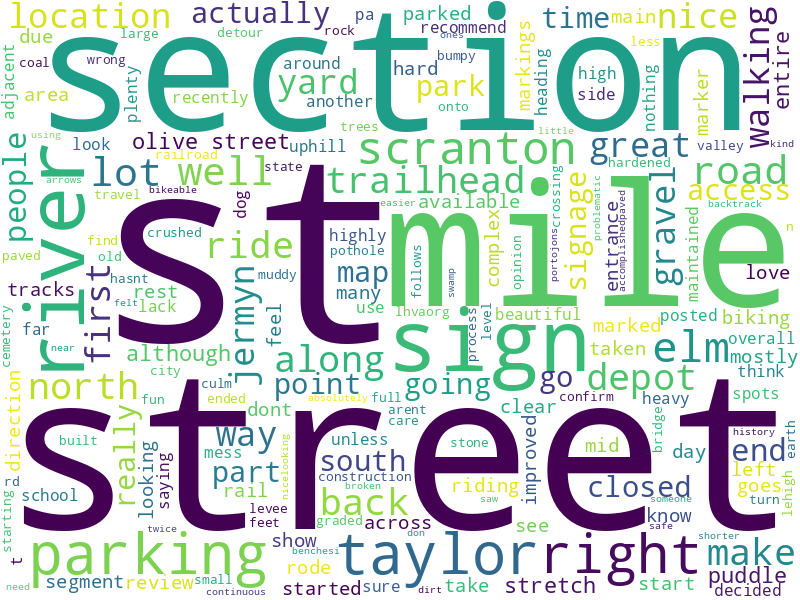 location
actually
pa
parked
recommend
time
main
nice
due
large
detour
rock
ones
less
section
coal
wrong
around
bumpy
hard
markings
heading
high
side
nothing
marker
walking
entire
adjacent
area
plenty
recently
yard
another
park
onto
trees
little
using
look
olive street
uphill
scranton
great
hardened
valley
kind
people
river
lot
railroad
well
state
trailhead
available
road
access
arrows
travel
bikeable
dog
easier
st
mile
crossing
complex
signage
problematic
gravel
maintained
backtrack
n
paved
find
old
crushed
ride
highly
pothole
map
many
follows
opinion
swamp
portojons
entrance
accomplishedpaved
love
tracks
first
hasnt
felt
muddy
feel
rest
lack
use
lhvaorg
process
level
beautiful
marked
posted
biking
cemetery
far
near
although
jermyn
city
along
sign
going
taken
elm
overall
mostly
north
culm
point
go
depot
think
direction
really
fun
ended
absolutely
full
arent
care
dont
clear
confirm
heavy
spots
street
built
looking
saying
way
mess
unless
stone
improved
mid
bridge
day
history
end
left
earth
rd
school
nicelooking
part
south
construction
riding
saw
closed
know
goes
turn
lehigh
starting
t
twice
rail
levee
feet
broken
graded
back
across
see
someone
safe
shorter
parking
show
benchesi
don
taylor
right
make
puddle
decided
need
segment
review
small
continuous
started
rode
sure
dirt
take
stretch
start